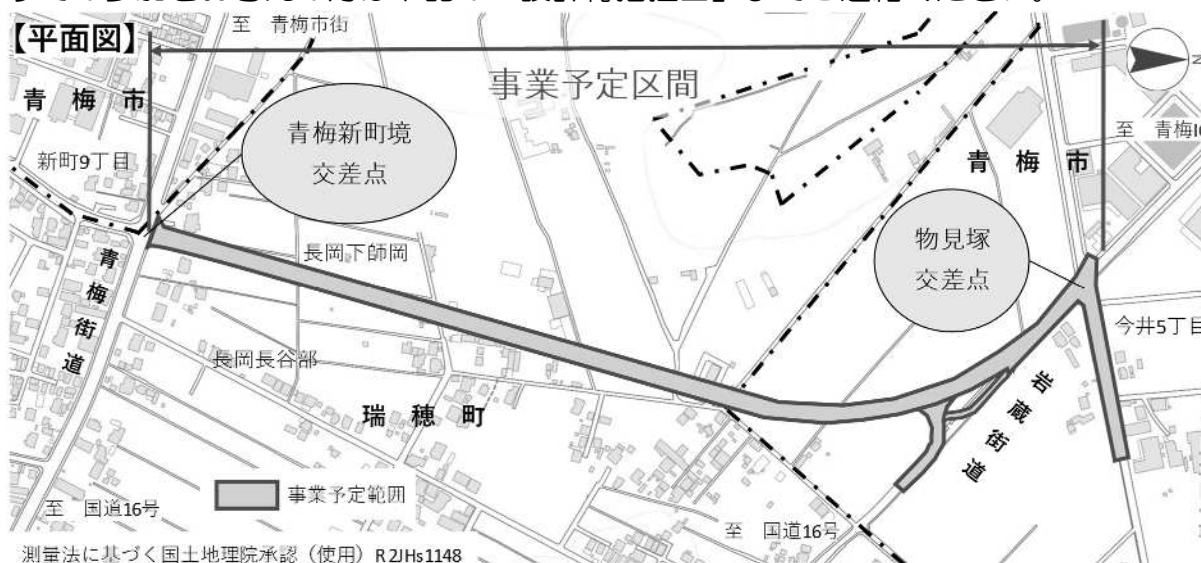 【平面図】
至 青梅市街
事業予定区間
N
青梅市
新町9丁目
青梅新町境
交差点
青梅市
至 青梅IC
物見塚
交差点
長岡下師岡
青梅街道
今井5丁目
長岡長谷部
瑞穂町
岩蔵街道
至 国道16号
事業予定範囲
至 国道16号
測量法に基づく国土地理院承認（使用）R2JHs1148